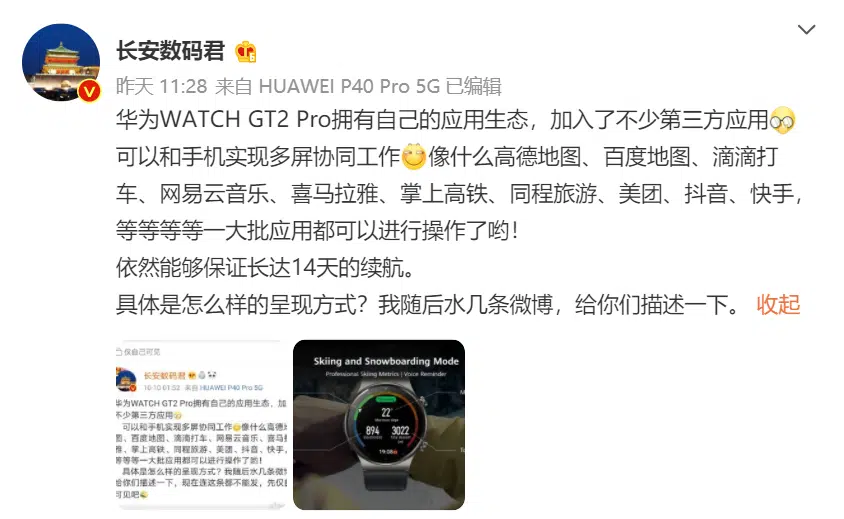 长安数码君
昨天 11:28 来自 HUAWEI P40 Pro 5G 已编辑
华为WATCH GT2 Pro拥有自己的应用生态，加入了不少第三方应用
可以和手机实现多屏协同工作 像什么高德地图、百度地图、滴滴打
车、网易云音乐、喜马拉雅、掌上高铁、同程旅游、美团、抖音、快手，
等等等等一大批应用都可以进行操作了哟！
依然能够保证长达14天的续航。
具体是怎么样的呈现方式？我随后水几条微博，给你们描述一下。 收起
仅自己可见
长安数码君
10-10 01:53 来自 HUAWEI P40 Pro 5G
华为WATCH GT2 Pro拥有自己的应用生态，加
不少第三方应用
可以和手机实现多屏协同工作 像什么高德地
图、百度地图、滴滴打车、网易云音乐、喜马拉
雅、掌上高铁、同程旅游、美团、抖音、快手，
等等等等一大批应用都可以进行操作了哟！
具体是怎么样的呈现方式？我随后水几条微博
给你们描述一下，现在连这条都不能发，先仅自
可见吧
Skiing and Snowboarding Mode
Professional Skiing Metrics | Voice Reminder
22°
894
3022
19:08